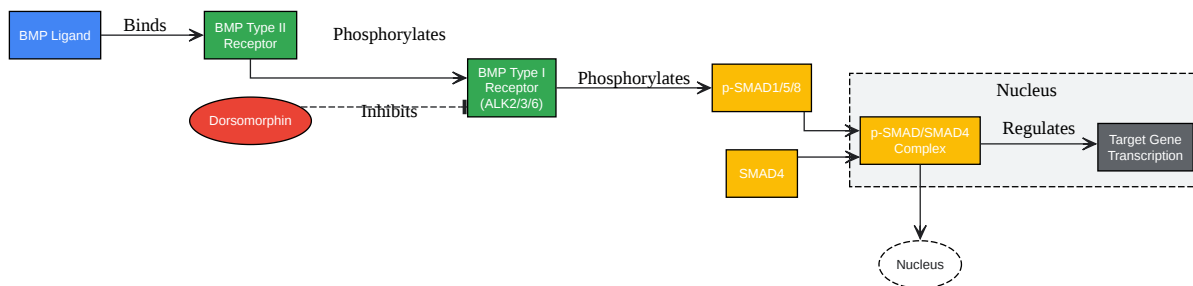 BMP Ligand
Binds
BMP Type II
Receptor
Phosphorylates
BMP Type I
Receptor
(ALK2/3/6)
Dorsomorphin
Inhibits
Phosphorylates
p-SMAD1/5/8
SMAD4
Nucleus
p-SMAD/SMAD4
Complex
Regulates
Target Gene
Transcription
Nucleus